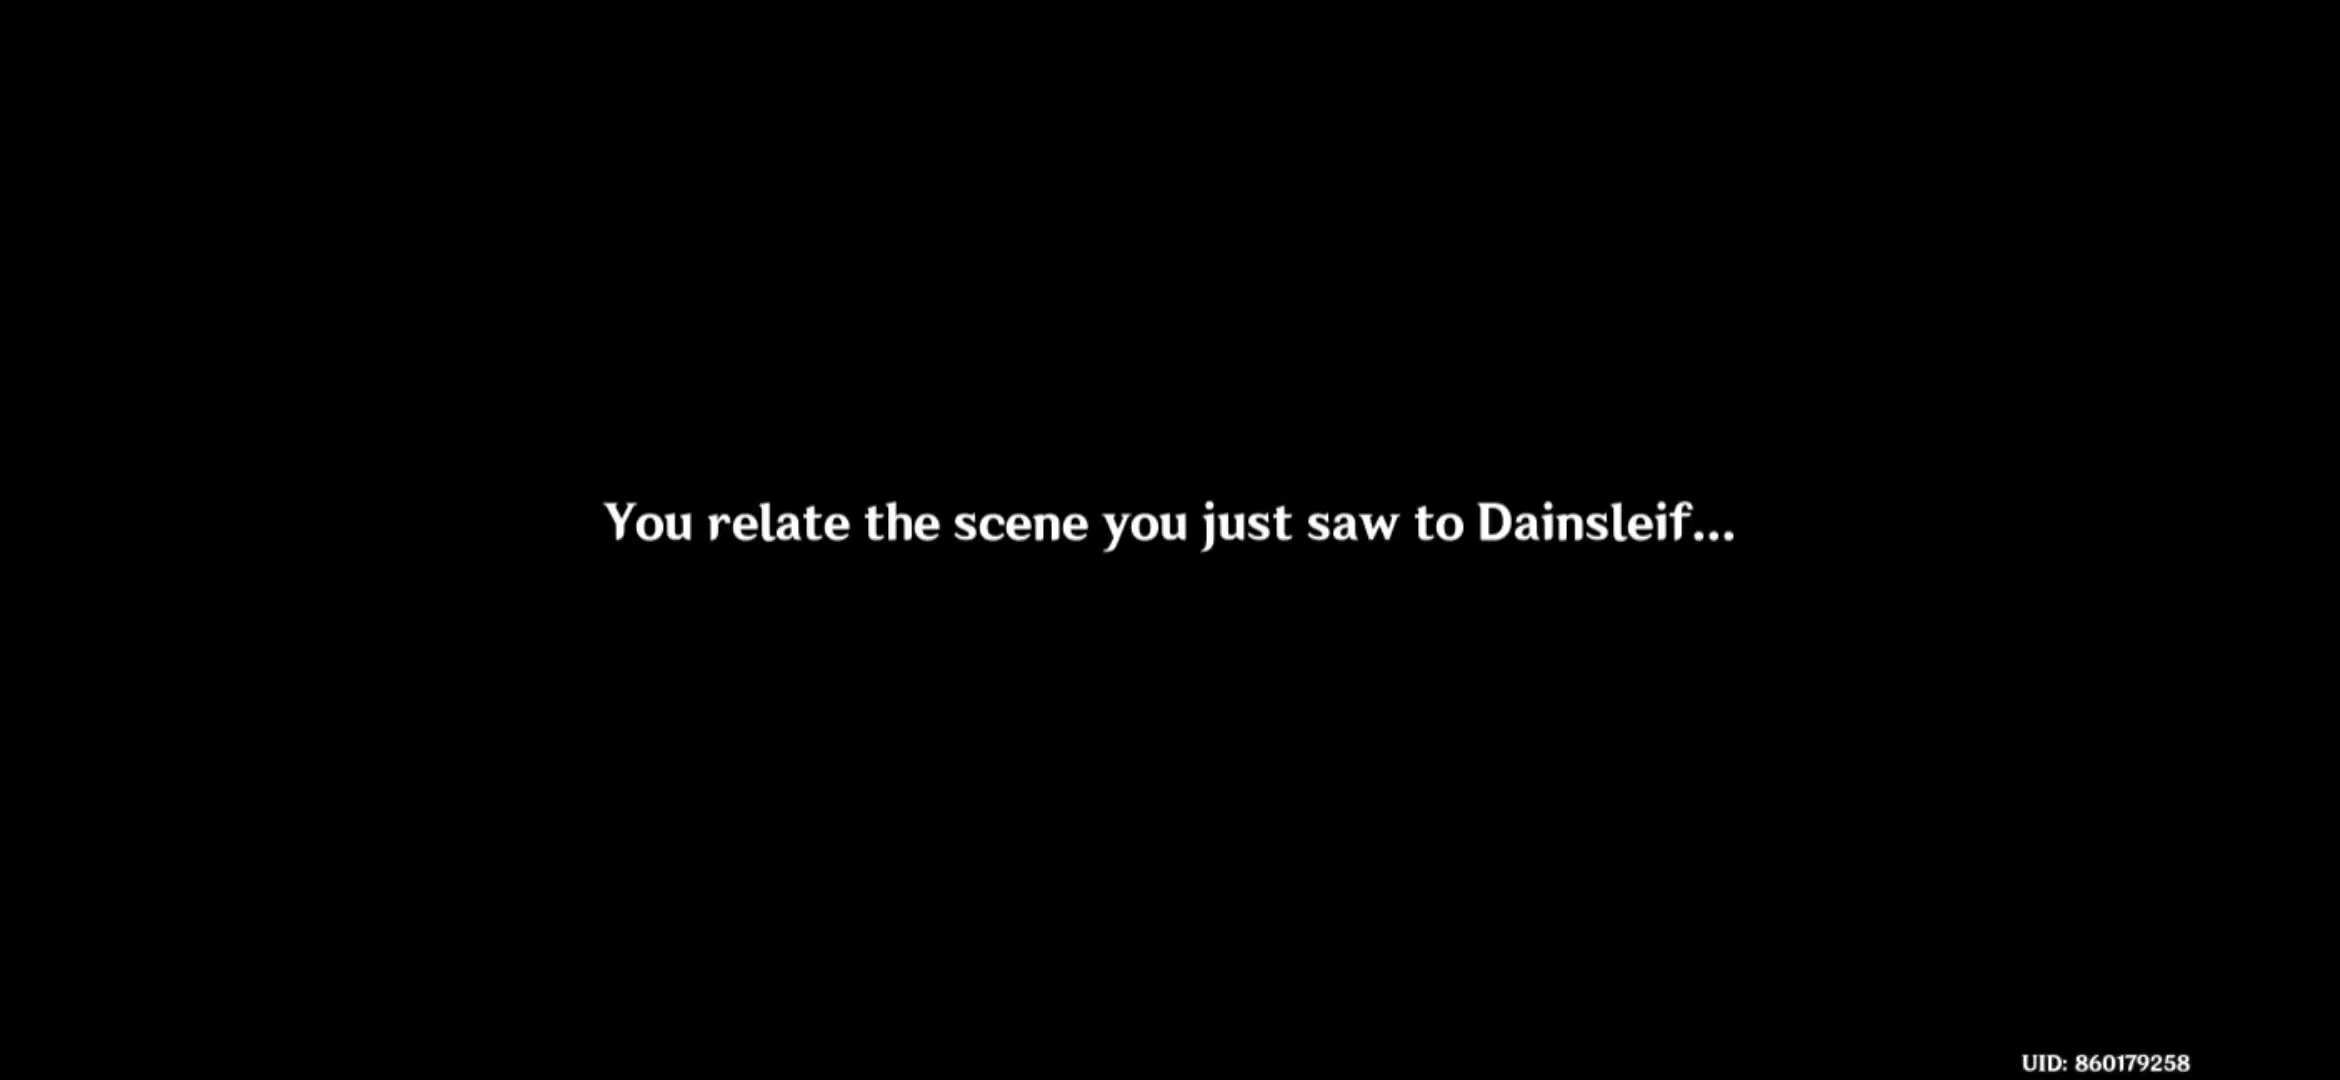 You relate the scene you just saw to Dainsleif...
UID: 860179258